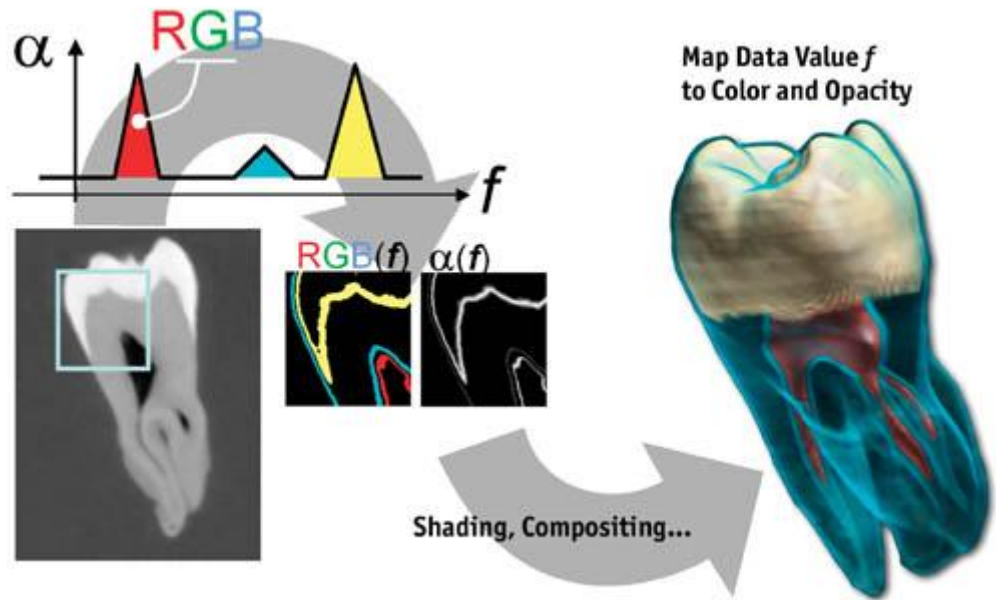 α
RGB
f
Map Data Value f
to Color and Opacity
RGB(f)
α(f)
Shading, Compositing...